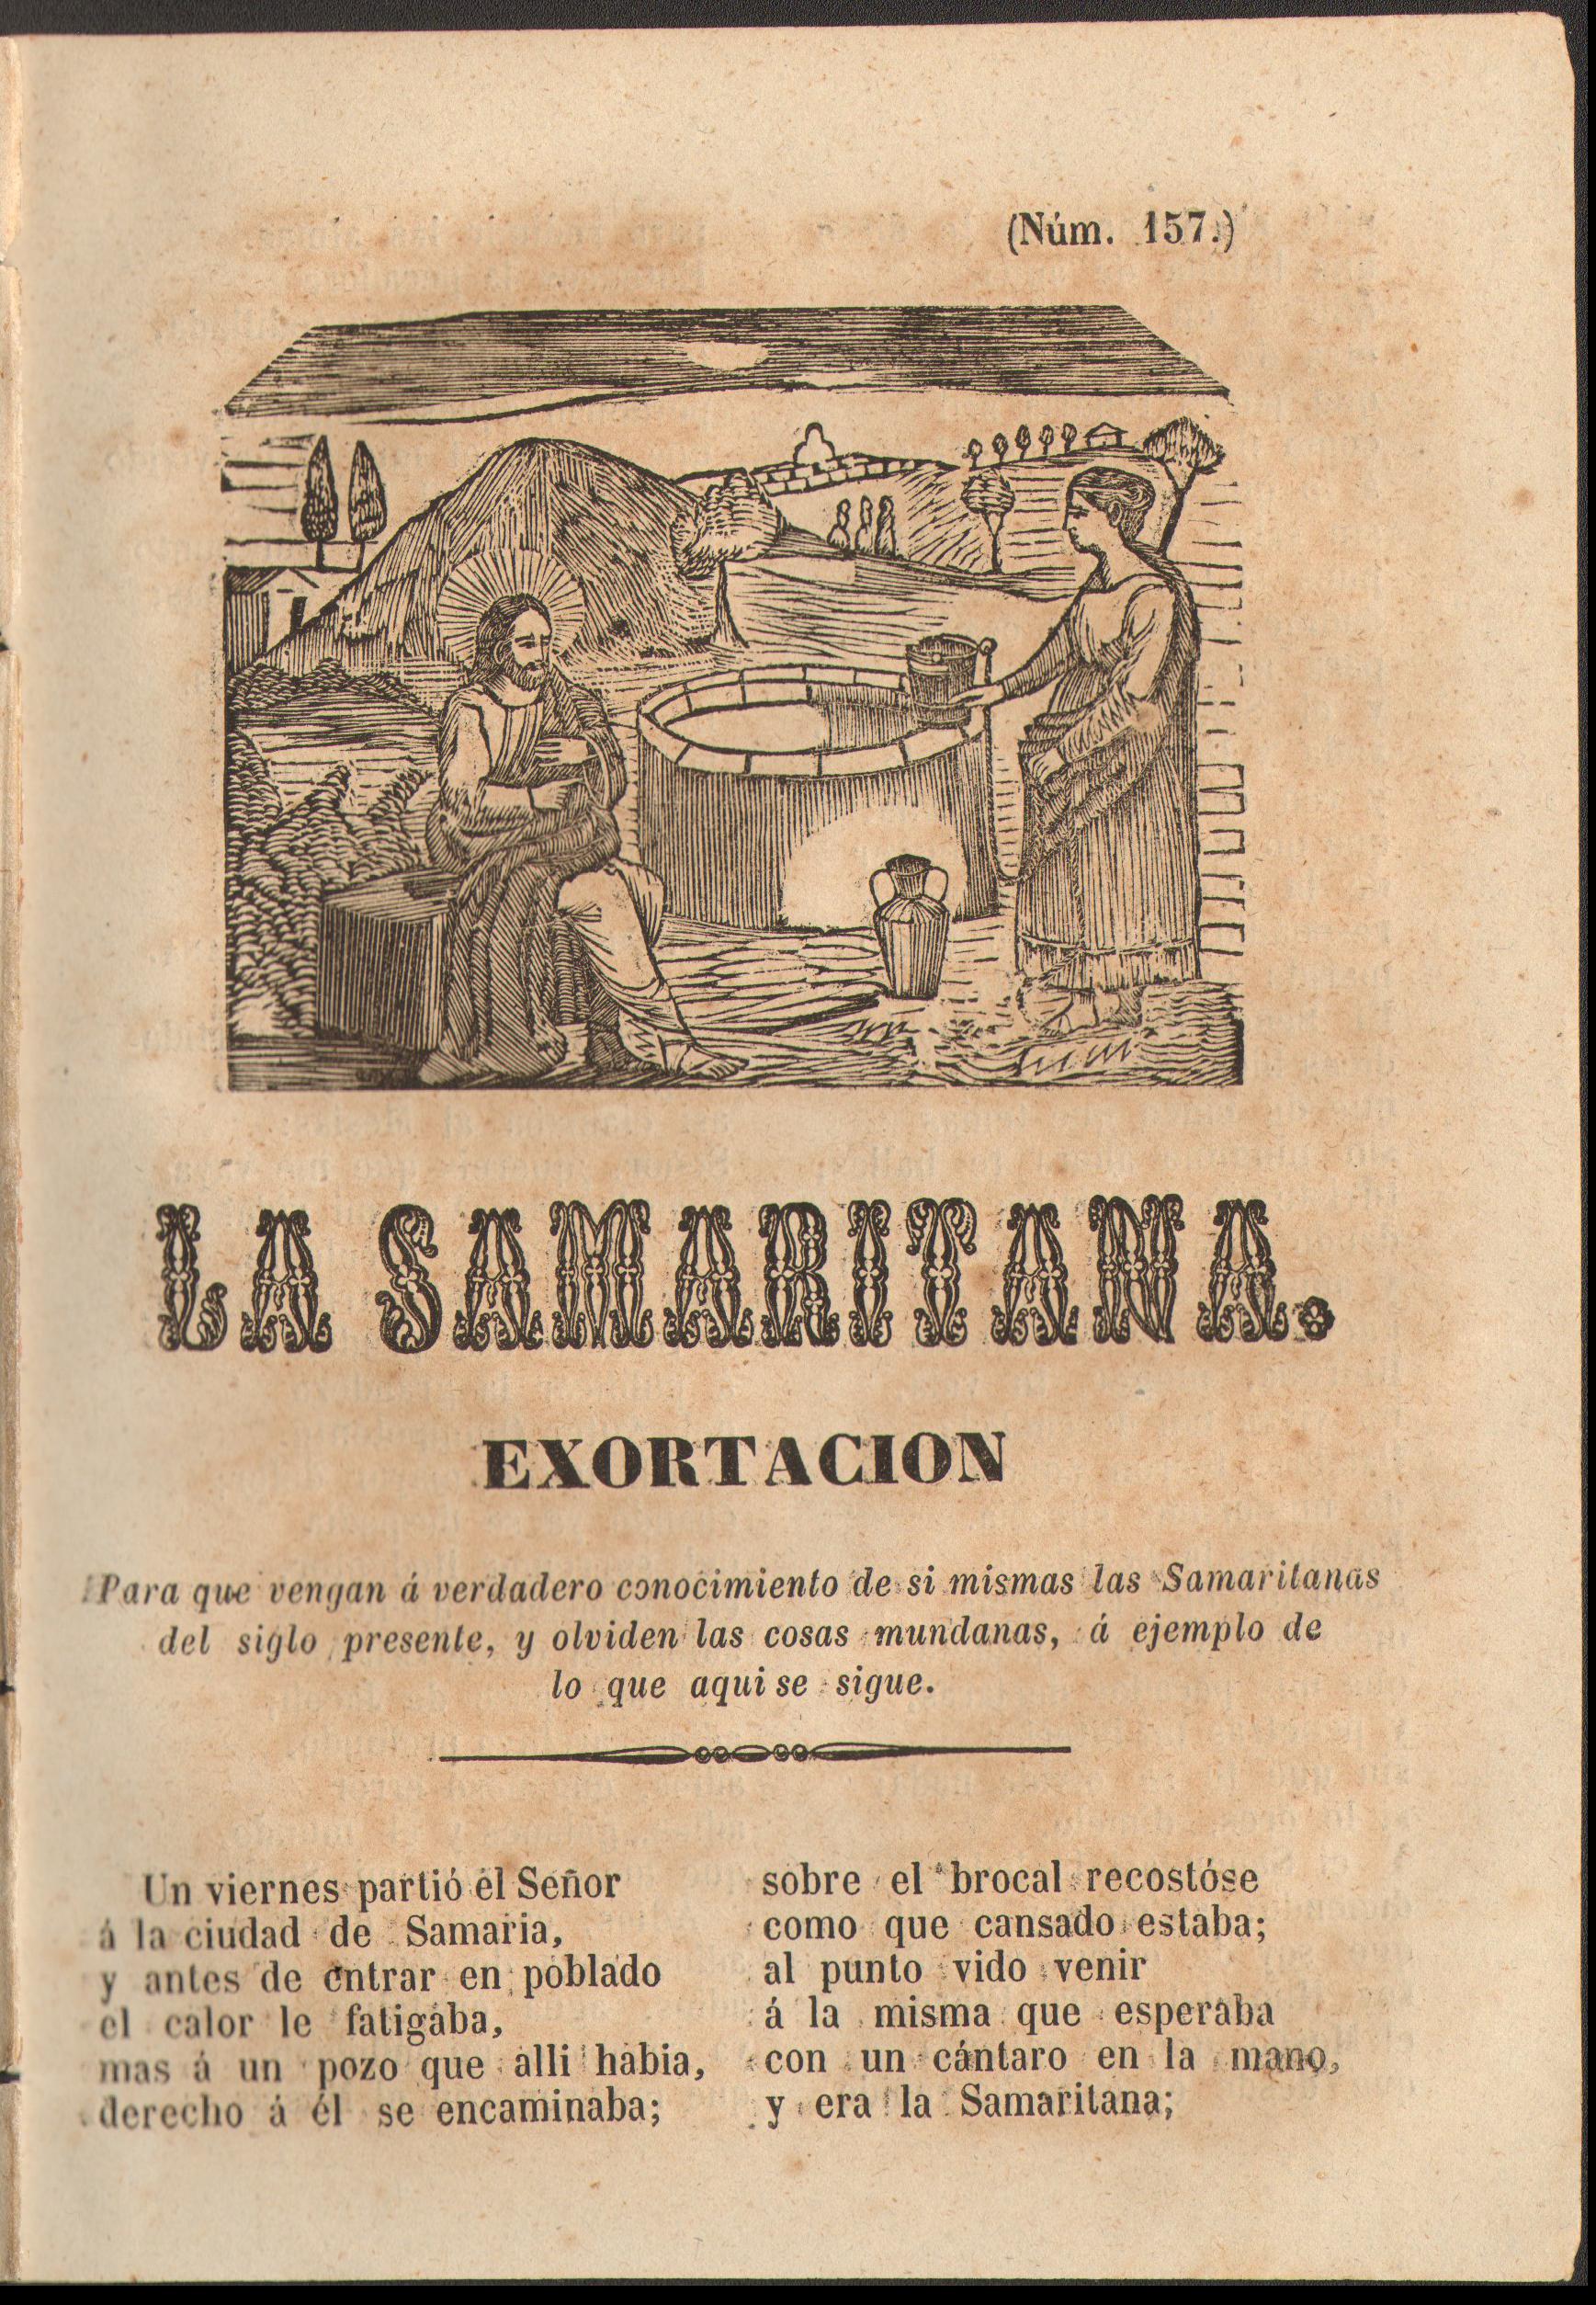 (Núm. 157.)
LA SAMARITANA.
EXORTACION
Para que vengan á verdadero conocimiento de si mismas las Samaritanas
del siglo presente, y olviden las cosas mundanas, á ejemplo de
lo que aqui se sigue.
Un viernes partió el Señor
á la ciudad de Samaria,
y antes de entrar en poblado
el calor le fatigaba,
mas á un pozo que alli habia,
derecho á él se encaminaba;
sobre el brocal recostóse
como que cansado estaba;
al punto vido venir
á la misma que esperaba
con un cántaro en la mano,
y era la Samaritana;